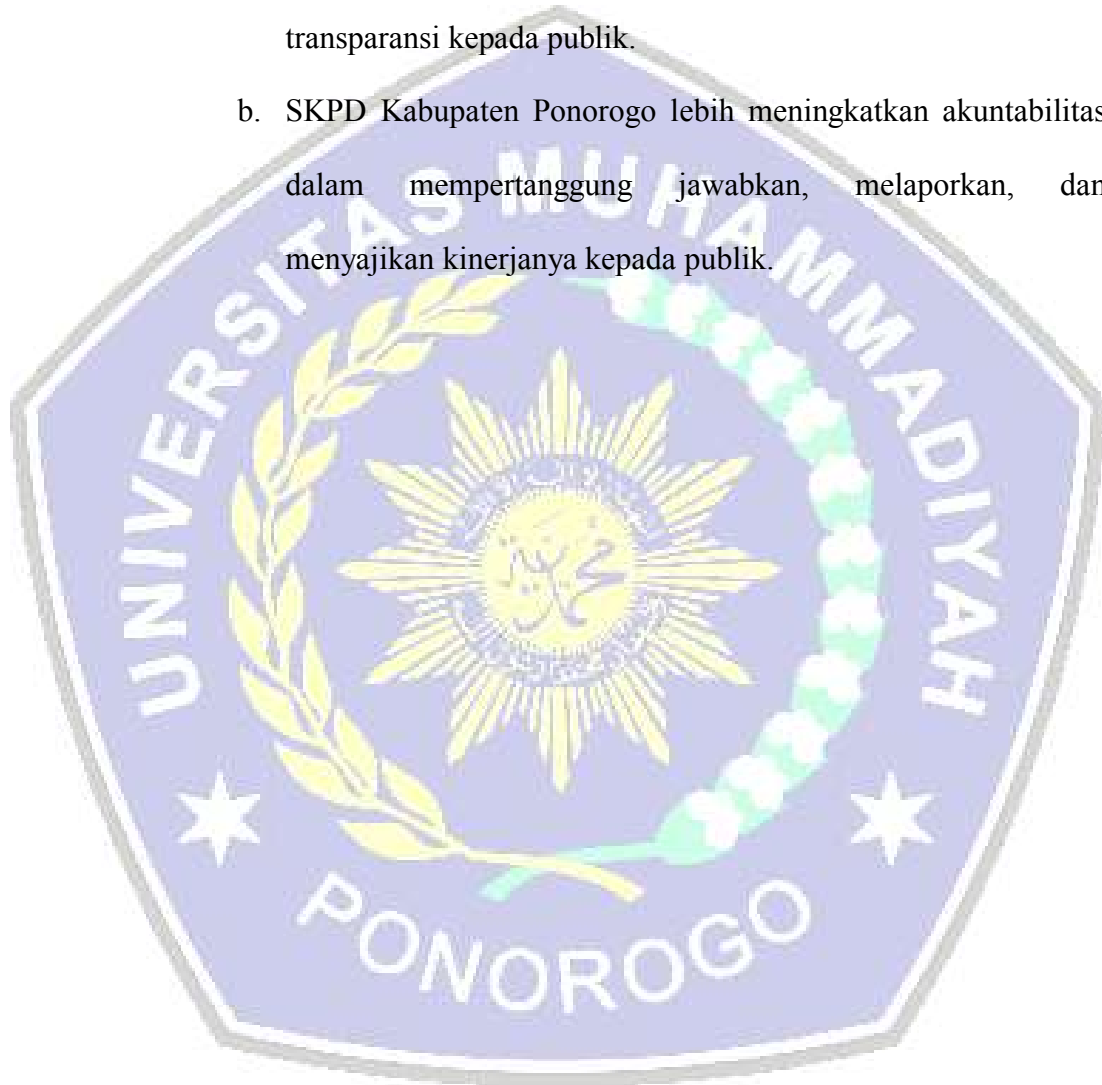 transparansi kepada publik.
b. SKPD Kabupaten Ponorogo lebih meningkatkan akuntabilitas
dalam mempertanggung jawabkan, melaporkan, dan
menyajikan kinerjanya kepada publik.
UNIVERSITAS MUHAMMADIYAH
PONOROGO